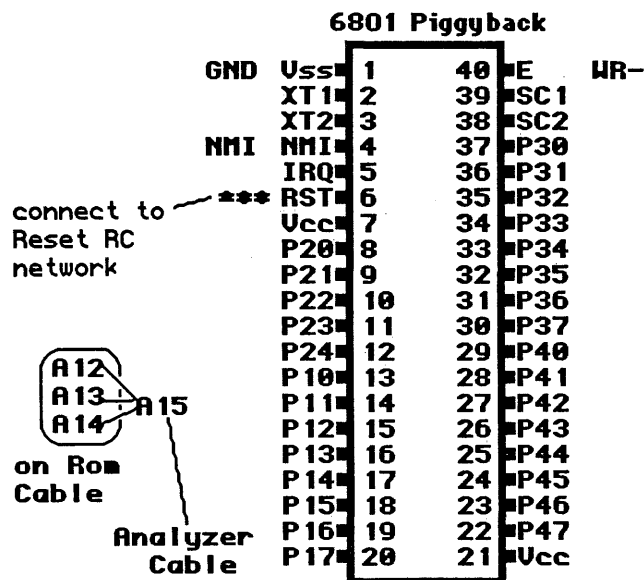 6801 Piggyback
GND Vss 1 40 E WR-
XT1 2 39 SC1
XT2 3 38 SC2
NMI NMI 4 37 P30
IRQ 5 36 P31
*** RST 6 35 P32
connect to
Reset RC
network
Vcc 7 34 P33
P20 8 33 P34
P21 9 32 P35
P22 10 31 P36
P23 11 30 P37
P24 12 29 P40
P10 13 28 P41
P11 14 27 P42
P12 15 26 P43
P13 16 25 P44
P14 17 24 P45
P15 18 23 P46
P16 19 22 P47
P17 20 21 Vcc
A12
A13
A14
A15
on Rom
Cable
Analyzer
Cable